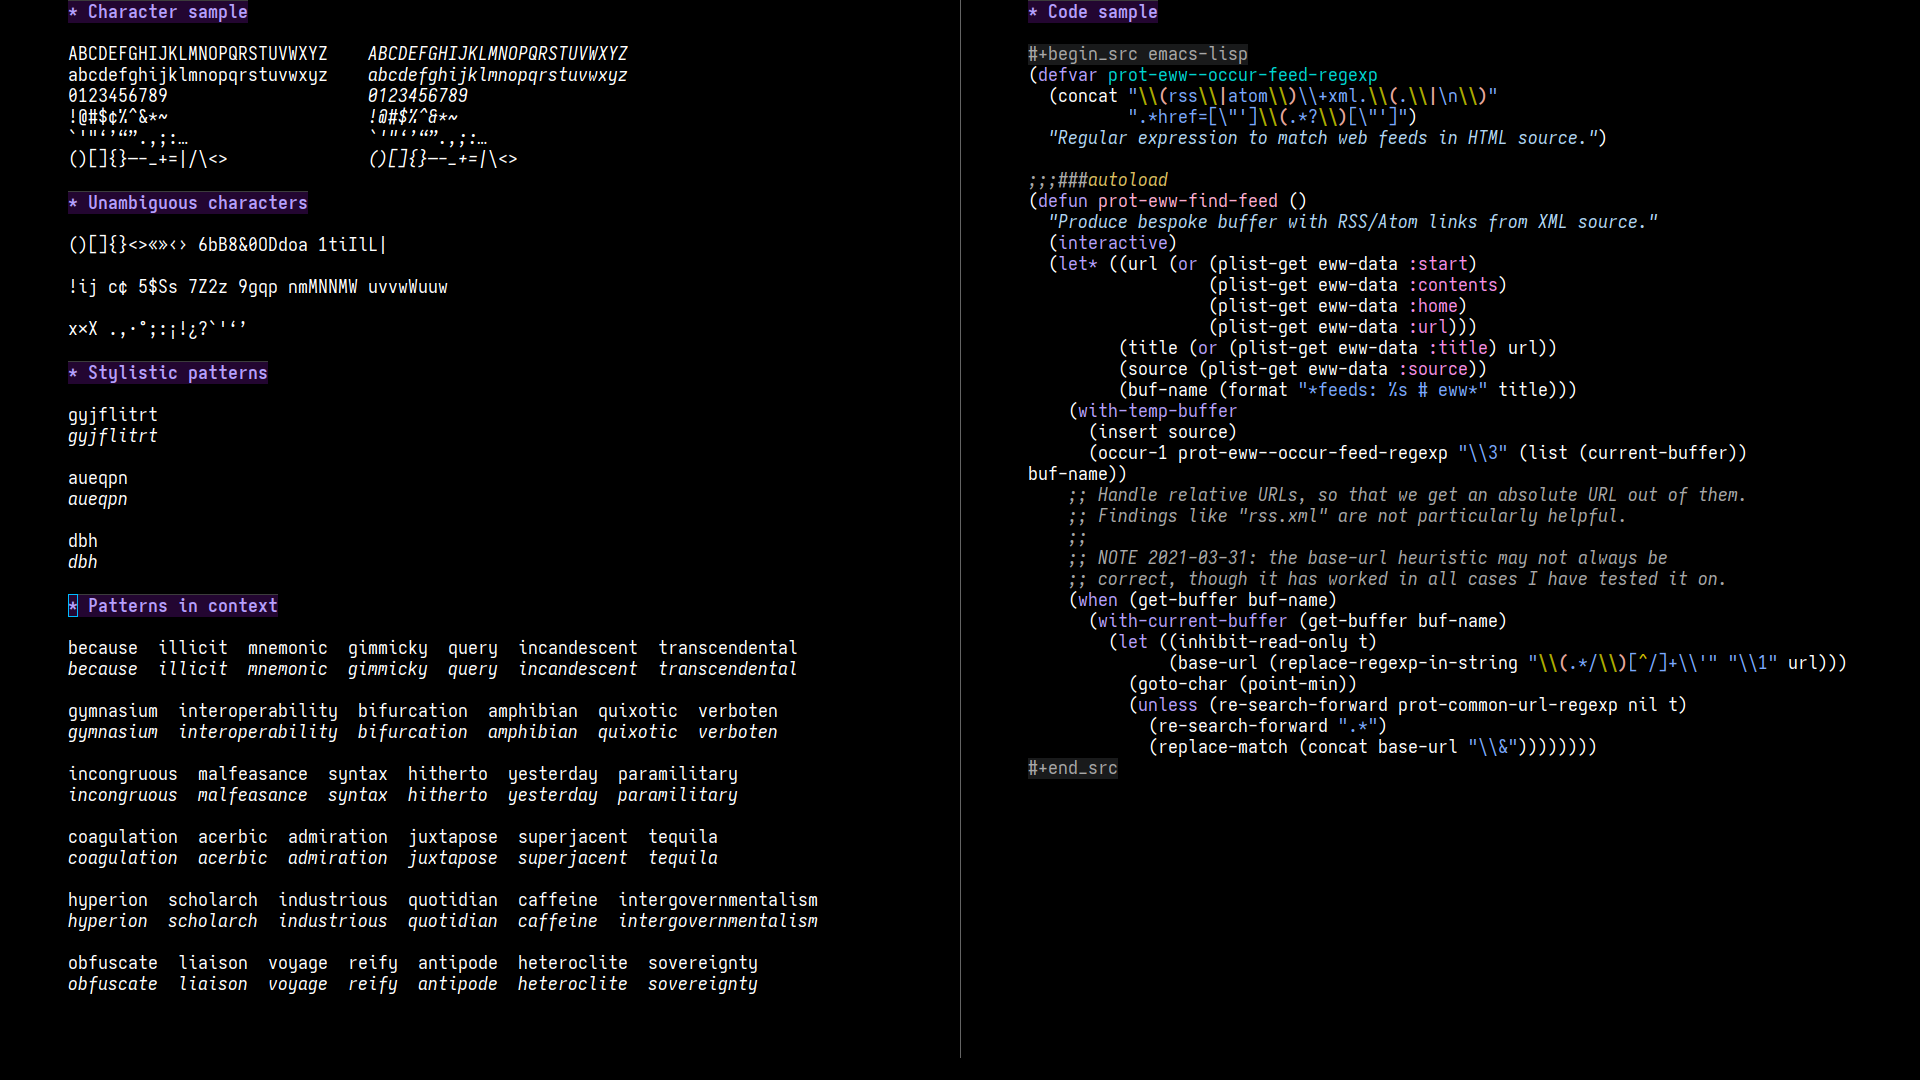 * Character sample
ABCDEFGHIJKLMNOPQRSTUVWXYZ    ABCDEFGHIJKLMNOPQRSTUVWXYZ
abcdefghijklmnopqrstuvwxyz    abcdefghijklmnopqrstuvwxyz
0123456789                    0123456789
!@#$¢%^&*~                    !@#$%^&*~
`'"‘’“”.,;:…                  `'"‘’“”.,;:…
()[]{}—-_+=|/\<>              ()[]{}—-_+=|\<>
* Unambiguous characters
()[]{}<>«»‹› 6bB8&0ODdoa 1tiIlL|
!ij c¢ 5$Ss 7Z2z 9gqp nmMNNMW uvvwWuuw
x×X .,·°;:¡!¿?`'‘’
* Stylistic patterns
gyjflitrt
gyjflitrt
aueqpn
aueqpn
dbh
dbh
* Patterns in context
because  illicit  mnemonic  gimmicky  query  incandescent  transcendental
because  illicit  mnemonic  gimmicky  query  incandescent  transcendental
gymnasium  interoperability  bifurcation  amphibian  quixotic  verboten
gymnasium  interoperability  bifurcation  amphibian  quixotic  verboten
incongruous  malfeasance  syntax  hitherto  yesterday  paramilitary
incongruous  malfeasance  syntax  hitherto  yesterday  paramilitary
coagulation  acerbic  admiration  juxtapose  superjacent  tequila
coagulation  acerbic  admiration  juxtapose  superjacent  tequila
hyperion  scholarch  industrious  quotidian  caffeine  intergovernmentalism
hyperion  scholarch  industrious  quotidian  caffeine  intergovernmentalism
obfuscate  liaison  voyage  reify  antipode  heteroclite  sovereignty
obfuscate  liaison  voyage  reify  antipode  heteroclite  sovereignty
* Code sample
#+begin_src emacs-lisp
(defvar prot-eww--occur-feed-regexp
  (concat "\\(rss\\|atom\\)\\+xml.\\(.\\|\n\\)"
          ".*href=[\"']\\(.*?\\)[\"']")
  "Regular expression to match web feeds in HTML source.")
;;;###autoload
(defun prot-eww-find-feed ()
  "Produce bespoke buffer with RSS/Atom links from XML source."
  (interactive)
  (let* ((url (or (plist-get eww-data :start)
                  (plist-get eww-data :contents)
                  (plist-get eww-data :home)
                  (plist-get eww-data :url)))
         (title (or (plist-get eww-data :title) url))
         (source (plist-get eww-data :source))
         (buf-name (format "*feeds: %s # eww*" title)))
    (with-temp-buffer
      (insert source)
      (occur-1 prot-eww--occur-feed-regexp "\\3" (list (current-buffer))
buf-name))
    ;; Handle relative URLs, so that we get an absolute URL out of them.
    ;; Findings like "rss.xml" are not particularly helpful.
    ;;
    ;; NOTE 2021-03-31: the base-url heuristic may not always be
    ;; correct, though it has worked in all cases I have tested it on.
    (when (get-buffer buf-name)
      (with-current-buffer (get-buffer buf-name)
        (let ((inhibit-read-only t)
              (base-url (replace-regexp-in-string "\\(.*/\\)[^/]+\\'" "\\1" url)))
          (goto-char (point-min))
          (unless (re-search-forward prot-common-url-regexp nil t)
            (re-search-forward ".*")
            (replace-match (concat base-url "\\&"))))))))
#+end_src